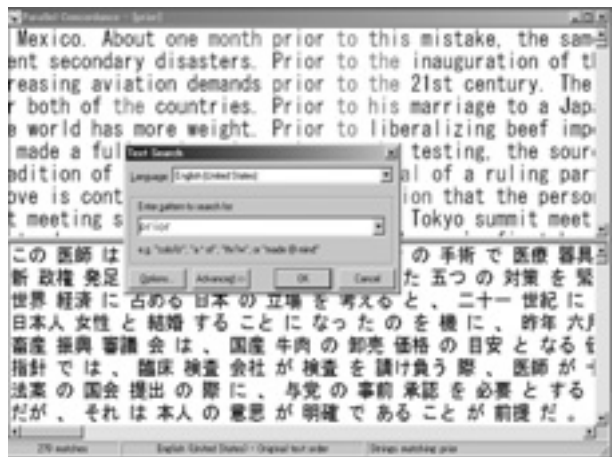 Parallel Concordance - [prior]
Mexico. About one month prior to this mistake, the sam
ent secondary disasters. Prior to the inauguration of t
reasing aviation demands prior to the 21st century. The
r both of the countries. Prior to his marriage to a Jap
e world has more weight. Prior to liberalizing beef imp
made a ful testing, the sour
adition of al of a ruling par
ove is cont ion that the perso
t meeting s Tokyo summit meet
Text Search
Language: English (United States)
Enter pattern to search for:
prior
Options... Advanced >> OK Cancel
この 医師 は の 手術 で 医療 器具
新 政権 発足 た 五つ の 対策 を 緊
世界 経済 に 占める 日本 の 立場 を 考える と 、 二十一 世紀 に
日本人 女性 と 結婚 する こと に なっ た の を 機 に 、 昨年 六月
畜産 振興 審議 会 は 、 国産 牛肉 の 卸売 価格 の 目安 と なる
指針 で は 、 臨床 検査 会社 が 検査 を 請け負う 際 、 医師 が
法案 の 国会 提出 の 際 に 、 与党 の 事前 承認 を 必要 と する
だが 、 それ は 本人 の 意思 が 明確 で ある こと が 前提 だ 。
270 matches English (United States) - Original text order Strings matching: prior